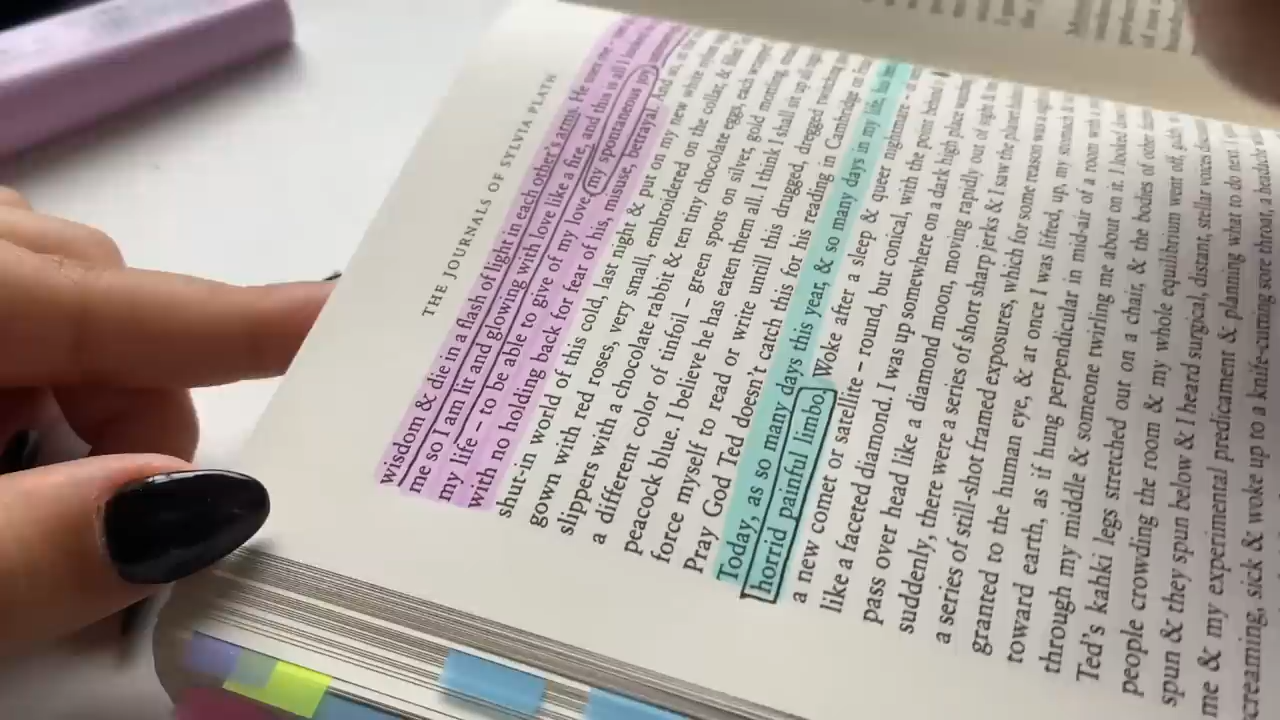 THE JOURNALS OF SYLVIA PLATH
wisdom & die in a flash of light in each other's arms. He
me so I am lit and glowing with love like a fire, and this is all I
my life – to be able to give of my love, my spontaneous joy
with no holding back for fear of his, misuse, betrayal. And so, in the
shut-in world of this cold, last night & put on my new white
gown with red roses, very small, embroidered on the collar, &
slippers with a chocolate rabbit & ten tiny chocolate eggs, each
a different color of tinfoil – green spots on silver, gold
peacock blue. I believe he has eaten them all I think I shall sit up all
force myself to read or write until this drugged, dregged
Pray God Ted doesn't catch this for his reading in Cambridge on
Today, as so many days this year, & so many days in my life, has
horrid painful limbo. Woke after a sleep & queer nightmare –
a new comet or satellite – round, but conical, with the point behind
like a faceted diamond. I was up somewhere on a dark high place
pass over head like a diamond moon, moving rapidly out of sight &
suddenly, there were a series of short sharp jerks & I saw the planet
a series of still-shot framed exposures, which for some reason was
granted to the human eye, & at once I was lifted, up, my stomach
toward earth, as if hung perpendicular in mid-air of a room with
through my middle & someone twirling me about on it. I looked
Ted's kahki legs stretched out on a chair, & the bodies of other
people crowding the room & my whole equilibrium went off,
spun & they spun below & I heard surgical, distant, stellar voices
me & my experimental predicament & planning what to do next. I
screaming, sick & woke up to a knife-cutting sore throat, a